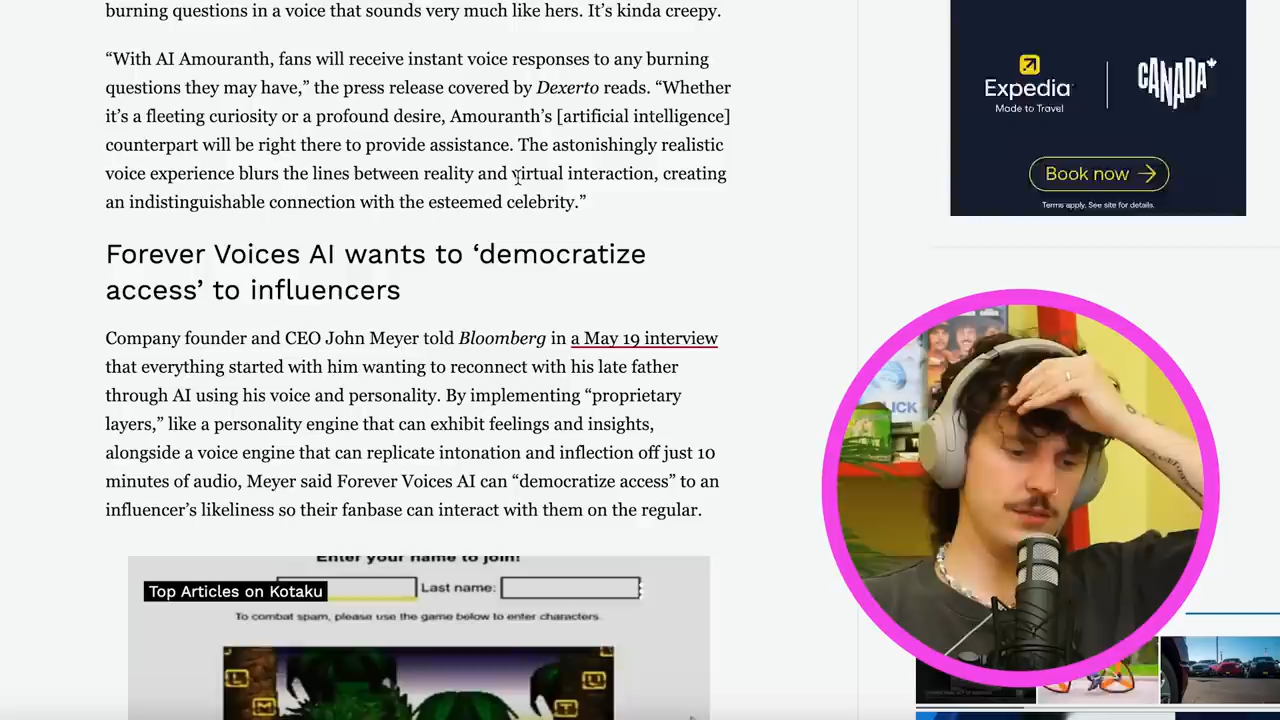 burning questions in a voice that sounds very much like hers. It’s kinda creepy.
“With AI Amouranth, fans will receive instant voice responses to any burning
questions they may have,” the press release covered by Dexerto reads. “Whether
it’s a fleeting curiosity or a profound desire, Amouranth’s [artificial intelligence]
counterpart will be right there to provide assistance. The astonishingly realistic
voice experience blurs the lines between reality and virtual interaction, creating
an indistinguishable connection with the esteemed celebrity.”
Forever Voices AI wants to ‘democratize
access’ to influencers
Company founder and CEO John Meyer told Bloomberg in a May 19 interview
that everything started with him wanting to reconnect with his late father
through AI using his voice and personality. By implementing “proprietary
layers,” like a personality engine that can exhibit feelings and insights,
alongside a voice engine that can replicate intonation and inflection off just 10
minutes of audio, Meyer said Forever Voices AI can “democratize access” to an
influencer’s likeliness so their fanbase can interact with them on the regular.
Enter your name to join!
Top Articles on Kotaku
Last name:
To combat spam, please use the game below to enter characters.
L
U
M
T
Expedia
Made to Travel
CANADA
Book now →
Terms apply. See site for details.
LICK